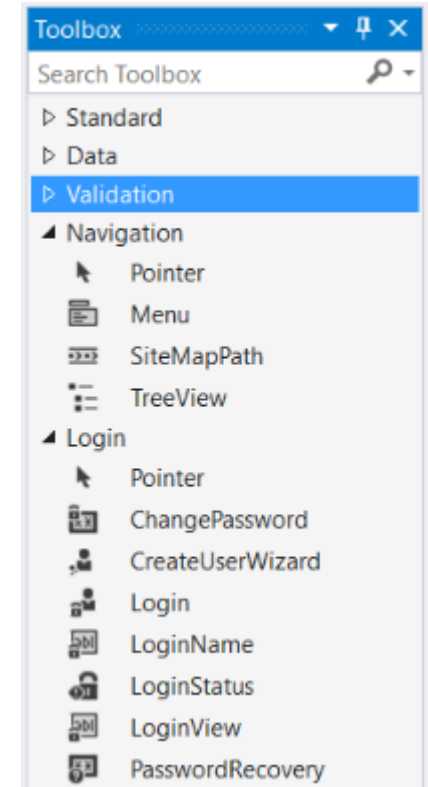 Toolbox
Search Toolbox
Standard
Data
Validation
Navigation
Pointer
Menu
SiteMapPath
TreeView
Login
Pointer
ChangePassword
CreateUserWizard
Login
LoginName
LoginStatus
LoginView
PasswordRecovery